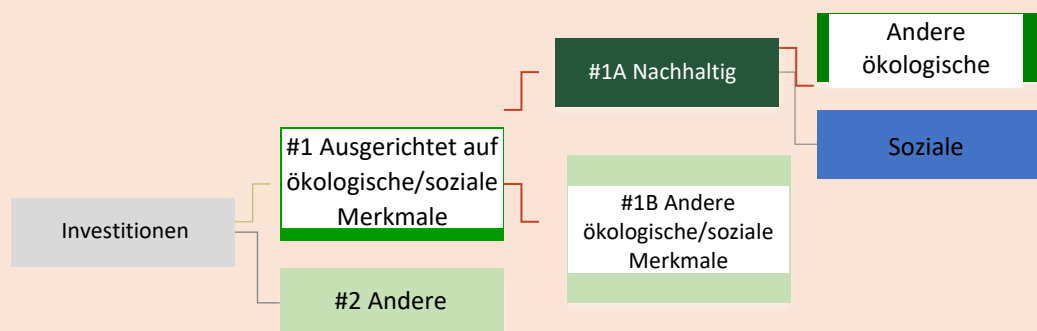 Investitionen
#1 Ausgerichtet auf
ökologische/soziale
Merkmale
#2 Andere
#1A Nachhaltig
#1B Andere
ökologische/soziale
Merkmale
Andere
ökologische
Soziale